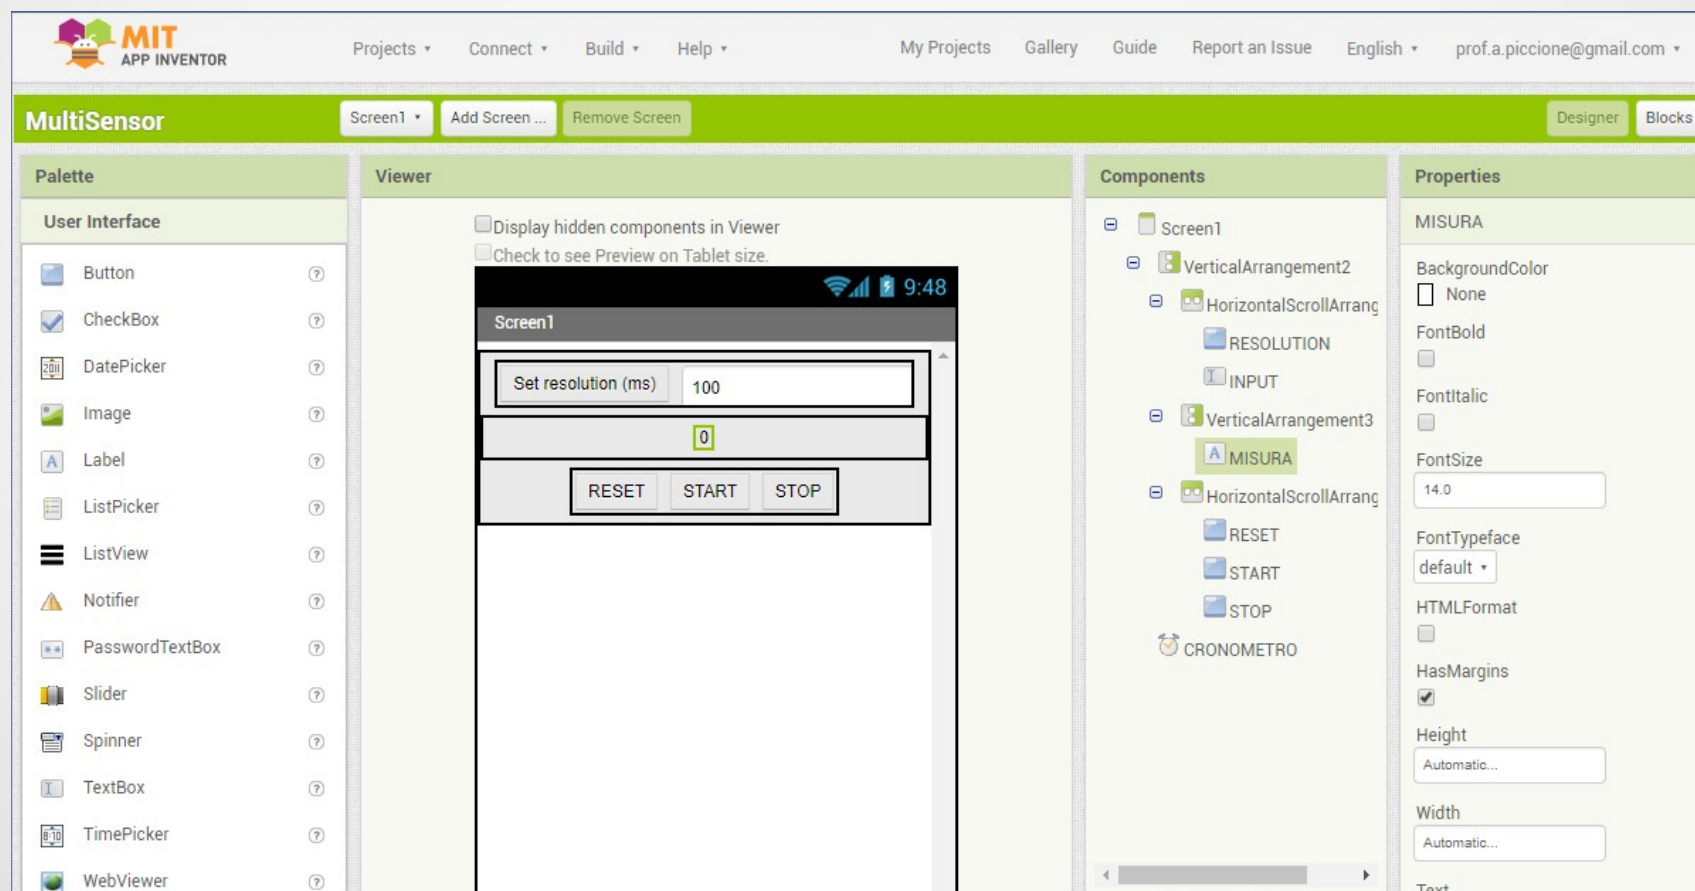 MIT
APP INVENTOR
Projects
Connect
Build
Help
My Projects
Gallery
Guide
Report an Issue
English
prof.a.piccione@gmail.com
MultiSensor
Screen1
Add Screen ...
Remove Screen
Designer
Blocks
Palette
User Interface
Button
CheckBox
DatePicker
Image
Label
ListPicker
ListView
Notifier
PasswordTextBox
Slider
Spinner
TextBox
TimePicker
WebViewer
Viewer
Display hidden components in Viewer
Check to see Preview on Tablet size.
9:48
Screen1
Set resolution (ms)
100
0
RESET
START
STOP
Components
Screen1
VerticalArrangement2
HorizontalScrollArrang
RESOLUTION
INPUT
VerticalArrangement3
MISURA
HorizontalScrollArrang
RESET
START
STOP
CRONOMETRO
Properties
MISURA
BackgroundColor
None
FontBold
FontItalic
FontSize
14.0
FontTypeface
default
HTMLFormat
HasMargins
Height
Automatic...
Width
Automatic...
Text